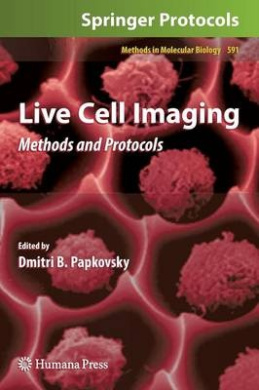 Springer Protocols
Methods in Molecular Biology 591
Live Cell Imaging
Methods and Protocols
Edited by
Dmitri B. Papkovsky
Humana Press